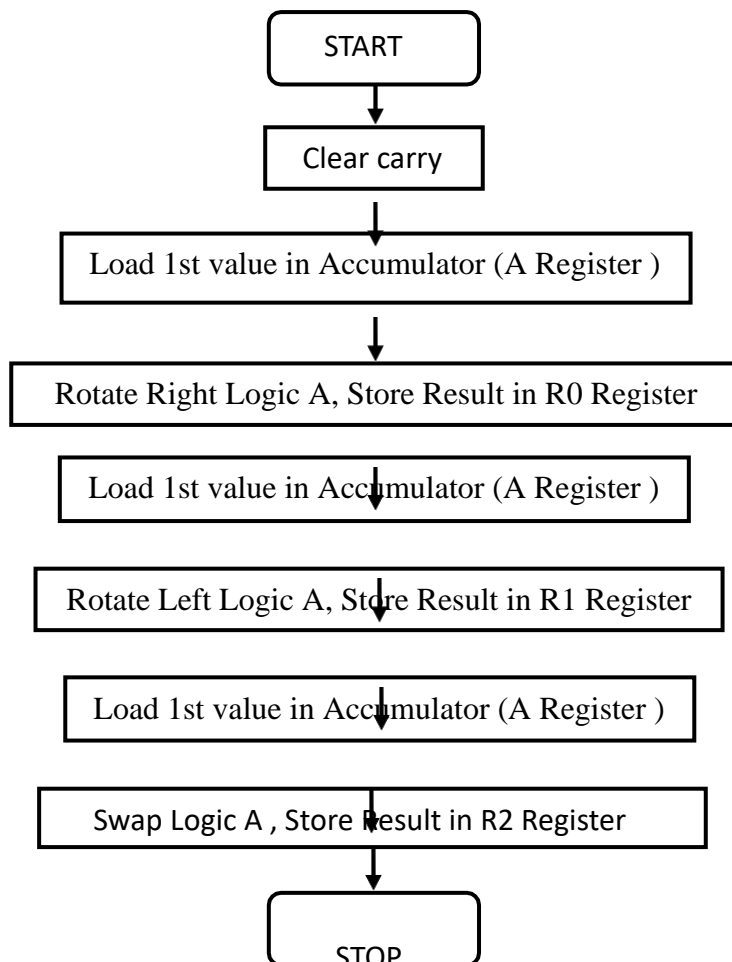 START
Clear carry
Load 1st value in Accumulator (A Register )
Rotate Right Logic A, Store Result in R0 Register
Load 1st value in Accumulator (A Register )
Rotate Left Logic A, Store Result in R1 Register
Load 1st value in Accumulator (A Register )
Swap Logic A , Store Result in R2 Register
STOP